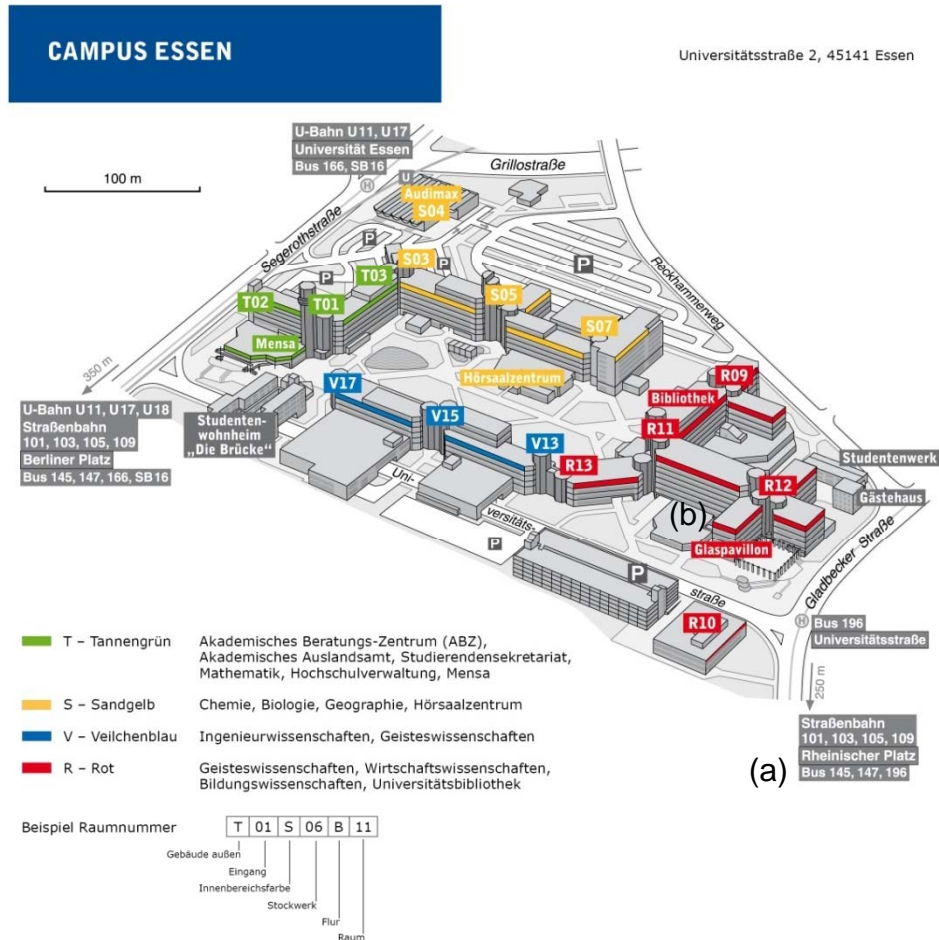 CAMPUS ESSEN
Universitätsstraße 2, 45141 Essen
U-Bahn U11, U17
Universität Essen
Bus 166, SB16
H
Grillostraße
100 m
U
Audimax
S04
Segerothstraße
P
S03
P
P
Reckhammerweg
T03
P
T02
T01
S05
S07
Mensa
350 m
Hörsaalzentrum
V17
R09
Bibliothek
U-Bahn U11, U17, U18
Straßenbahn
101, 103, 105, 109
Berliner Platz
Bus 145, 147, 166, SB16
Studenten-
wohnheim
„Die Brücke“
V15
V13
R11
R13
Studentenwerk
R12
Gästehaus
Uni-
versitäts-
straße
(b)
Glaspavillon
P
P
Gladbecker Straße
R10
H
Bus 196
Universitätsstraße
250 m
Straßenbahn
101, 103, 105, 109
Rheinischer Platz
Bus 145, 147, 196
(a)
T – Tannengrün
Akademisches Beratungs-Zentrum (ABZ),
Akademisches Auslandsamt, Studierendensekretariat,
Mathematik, Hochschulverwaltung, Mensa
S – Sandgelb
Chemie, Biologie, Geographie, Hörsaalzentrum
V – Veilchenblau
Ingenieurwissenschaften, Geisteswissenschaften
R – Rot
Geisteswissenschaften, Wirtschaftswissenschaften,
Bildungswissenschaften, Universitätsbibliothek
Beispiel Raumnummer
T 01 S 06 B 11
Gebäude außen
Eingang
Innenbereichsfarbe
Stockwerk
Flur
Raum